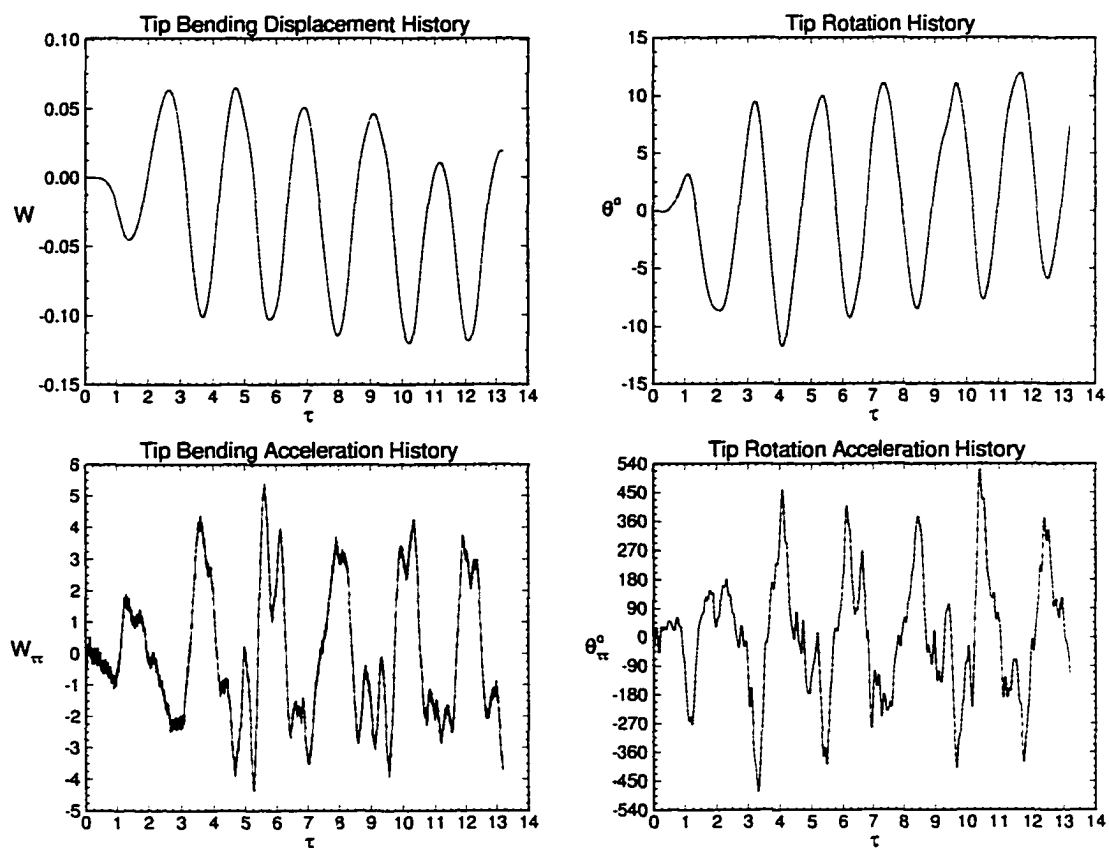 Tip Bending Displacement History
0.10
0.05
0.00
-0.05
-0.10
-0.15
W
0 1 2 3 4 5 6 7 8 9 10 11 12 13 14
τ
Tip Rotation History
15
10
5
0
-5
-10
-15
θ°
0 1 2 3 4 5 6 7 8 9 10 11 12 13 14
τ
Tip Bending Acceleration History
6
5
4
3
2
1
0
-1
-2
-3
-4
-5
W_ττ
0 1 2 3 4 5 6 7 8 9 10 11 12 13 14
τ
Tip Rotation Acceleration History
540
450
360
270
180
90
0
-90
-180
-270
-360
-450
-540
θ°_ττ
0 1 2 3 4 5 6 7 8 9 10 11 12 13 14
τ